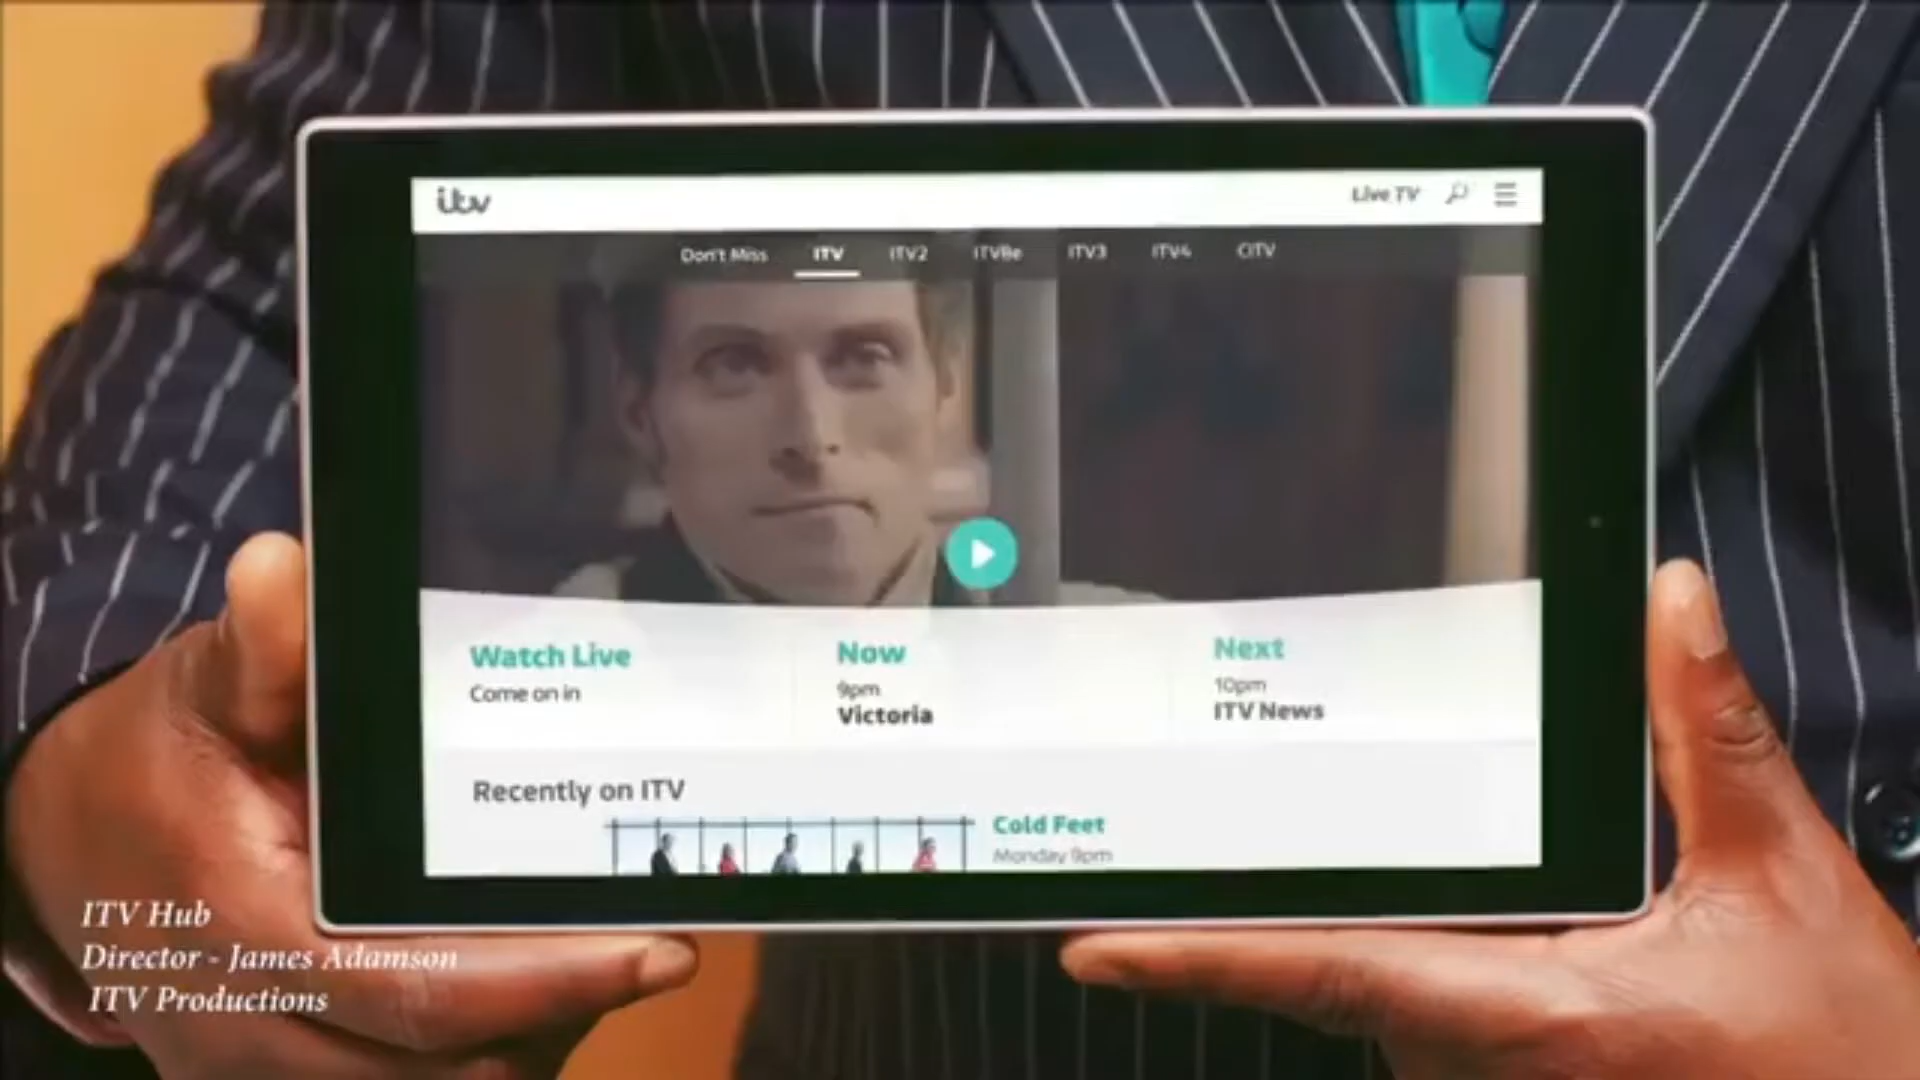 itv
Live TV
Don't Miss ITV ITV2 ITVBe ITV3 ITV4 CITV
Watch Live
Come on in
Now
9pm
Victoria
Next
10pm
ITV News
Recently on ITV
Cold Feet
Monday 9pm
ITV Hub
Director - James Adamson
ITV Productions